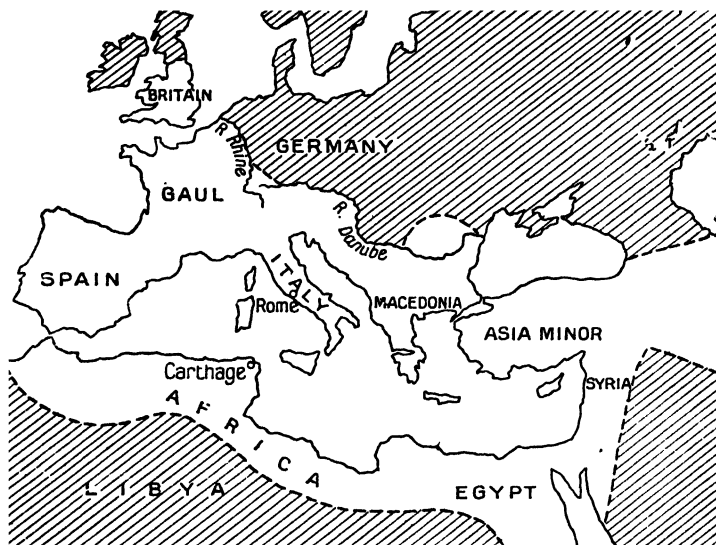 BRITAIN
R. Rhine
GERMANY
GAUL
R. Danube
SPAIN
ITALY
Rome
MACEDONIA
ASIA MINOR
Carthage
SYRIA
AFRICA
LIBYA
EGYPT